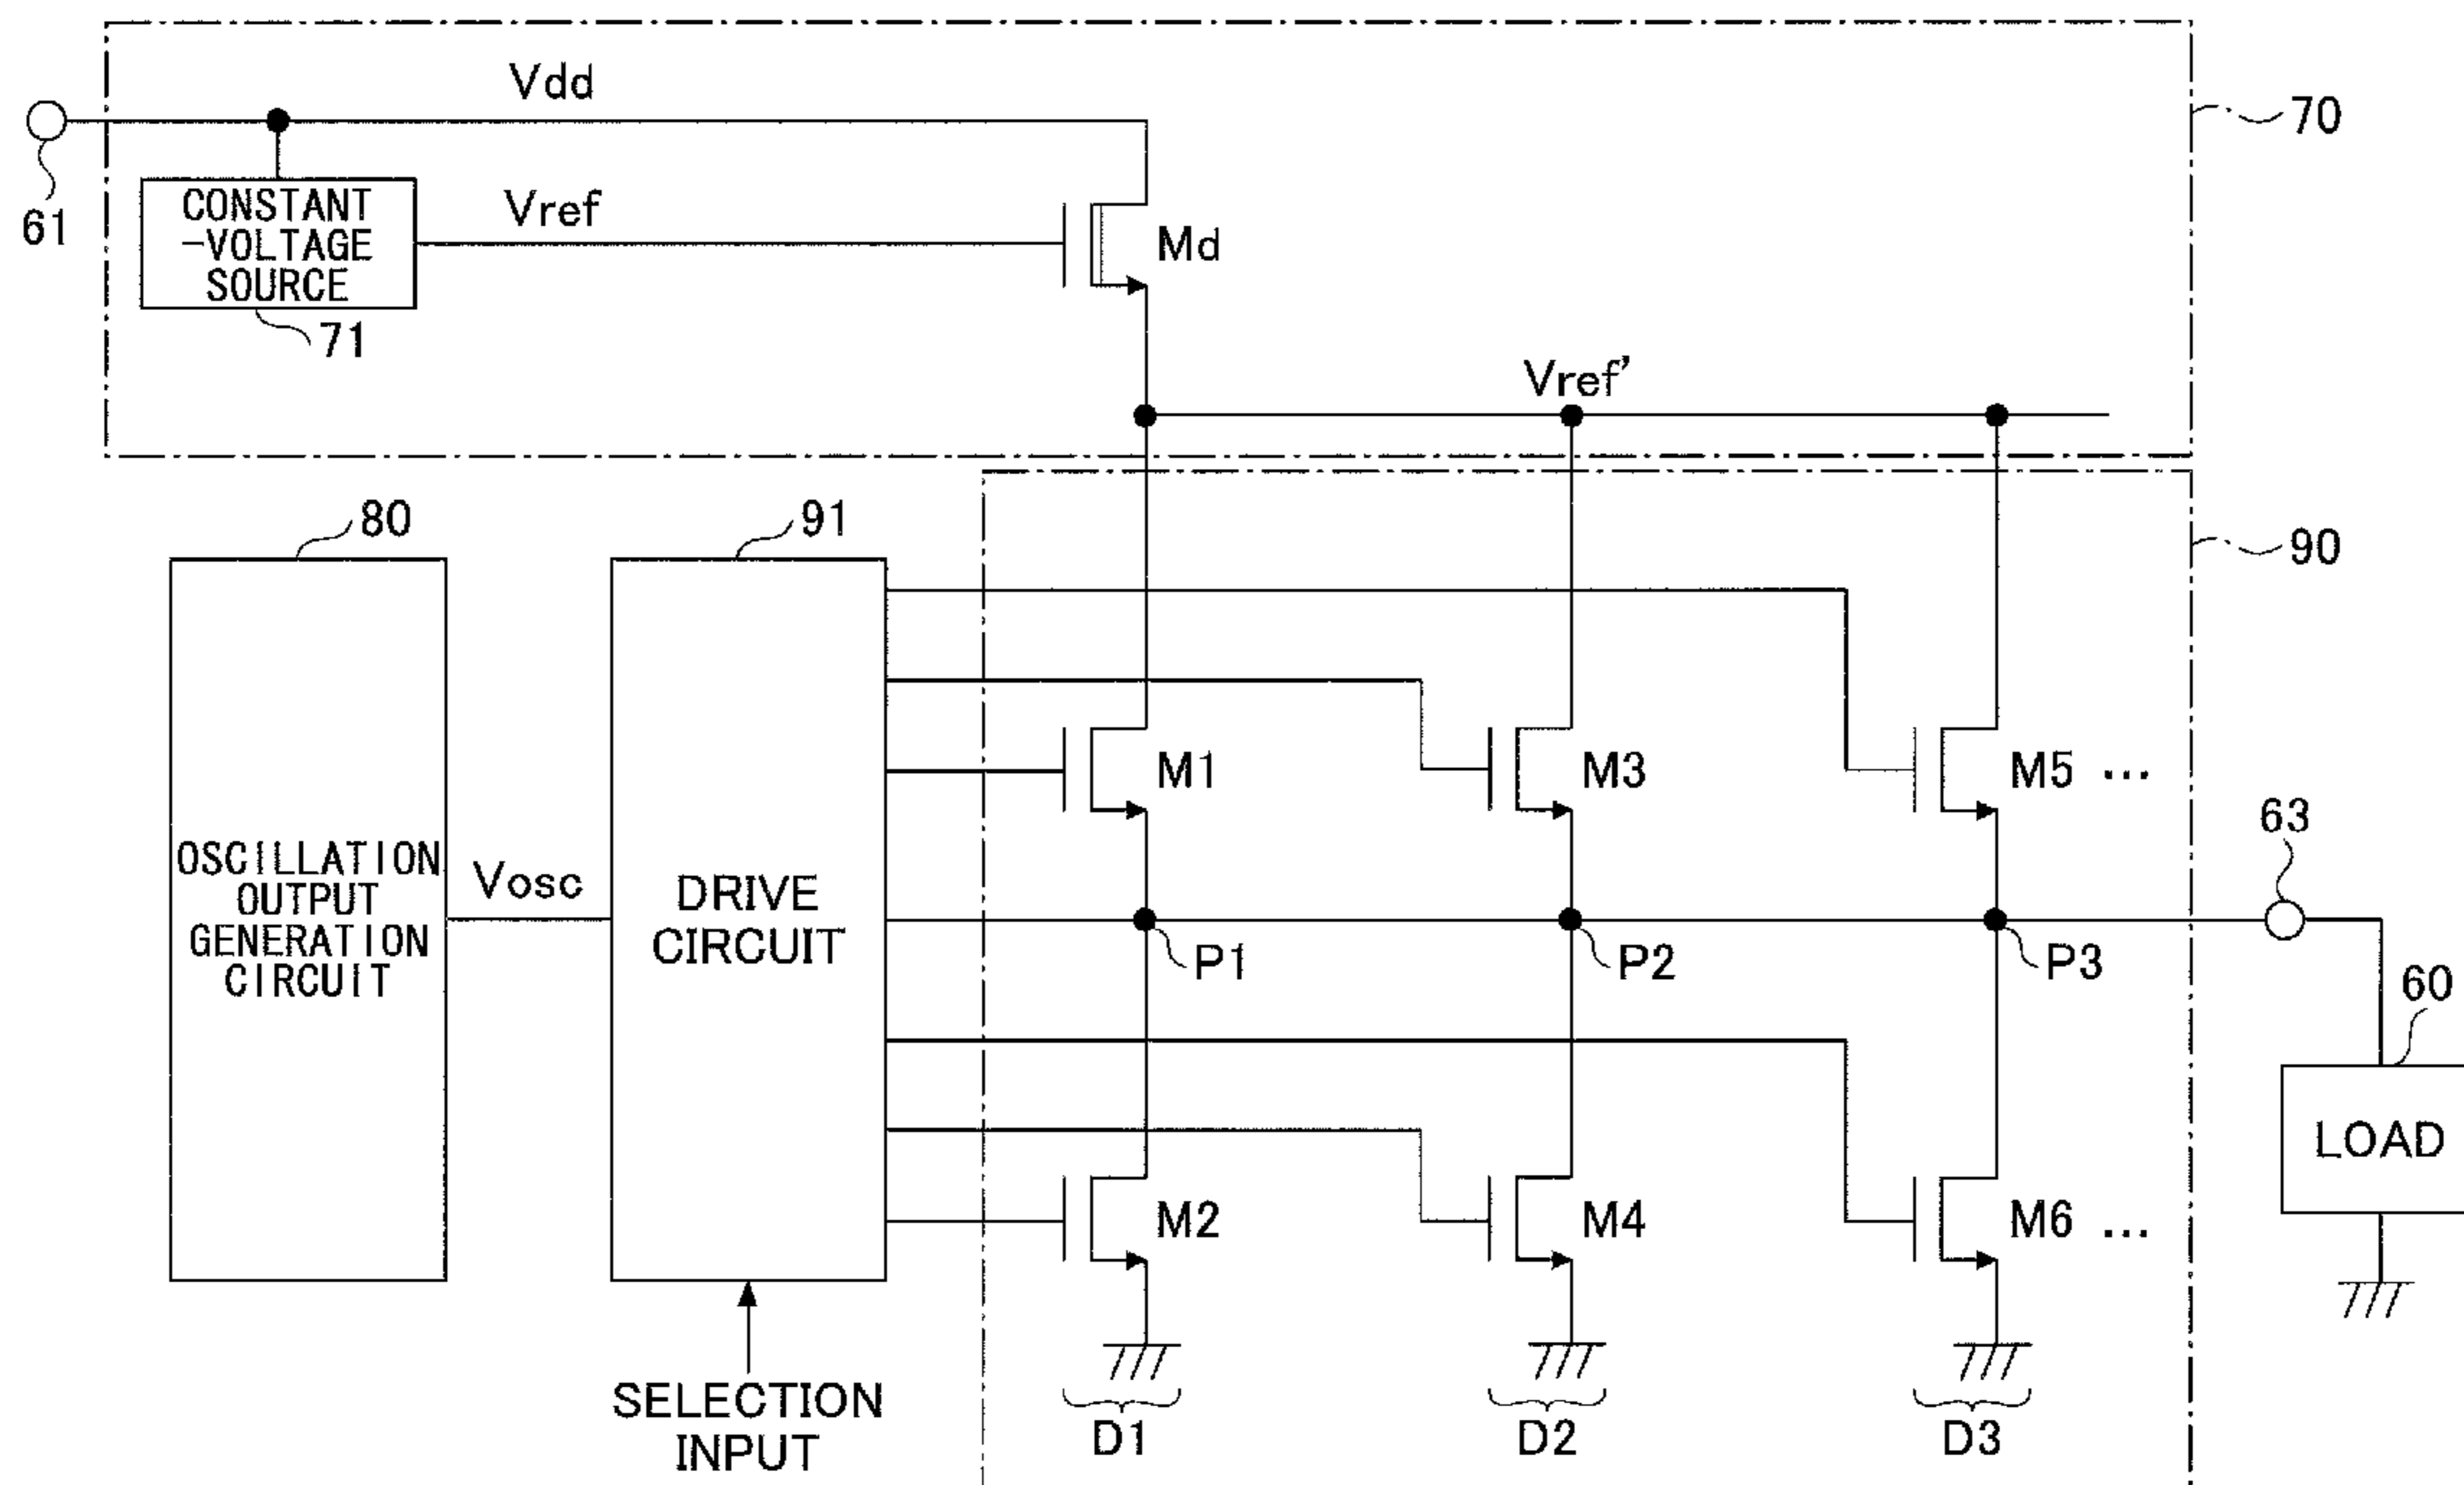 Vdd
70
61
CONSTANT
-VOLTAGE
SOURCE
Vref
Md
71
Vref'
80
91
90
M1
M3
M5 ...
63
OSCILLATION
OUTPUT
GENERATION
CIRCUIT
Vosc
DRIVE
CIRCUIT
P1
P2
P3
60
LOAD
M2
M4
M6 ...
SELECTION
INPUT
D1
D2
D3